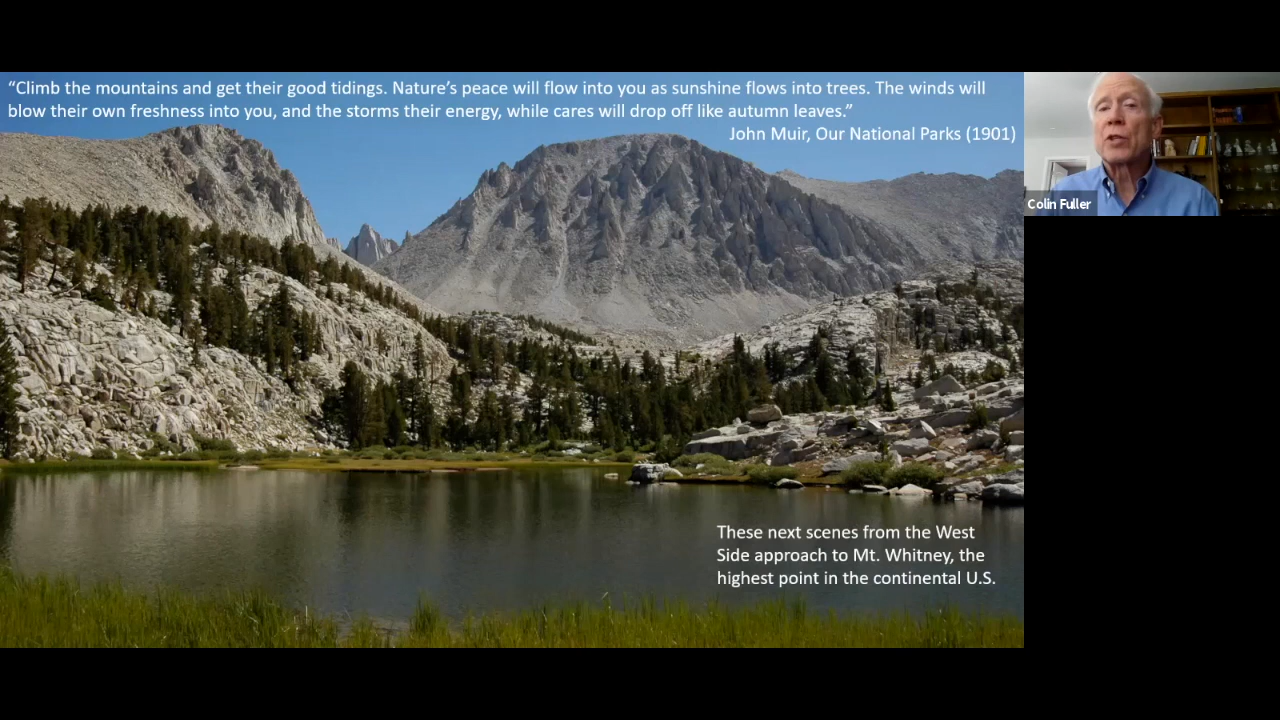 “Climb the mountains and get their good tidings. Nature’s peace will flow into you as sunshine flows into trees. The winds will
blow their own freshness into you, and the storms their energy, while cares will drop off like autumn leaves.”
John Muir, Our National Parks (1901)
Colin Fuller
These next scenes from the West
Side approach to Mt. Whitney, the
highest point in the continental U.S.